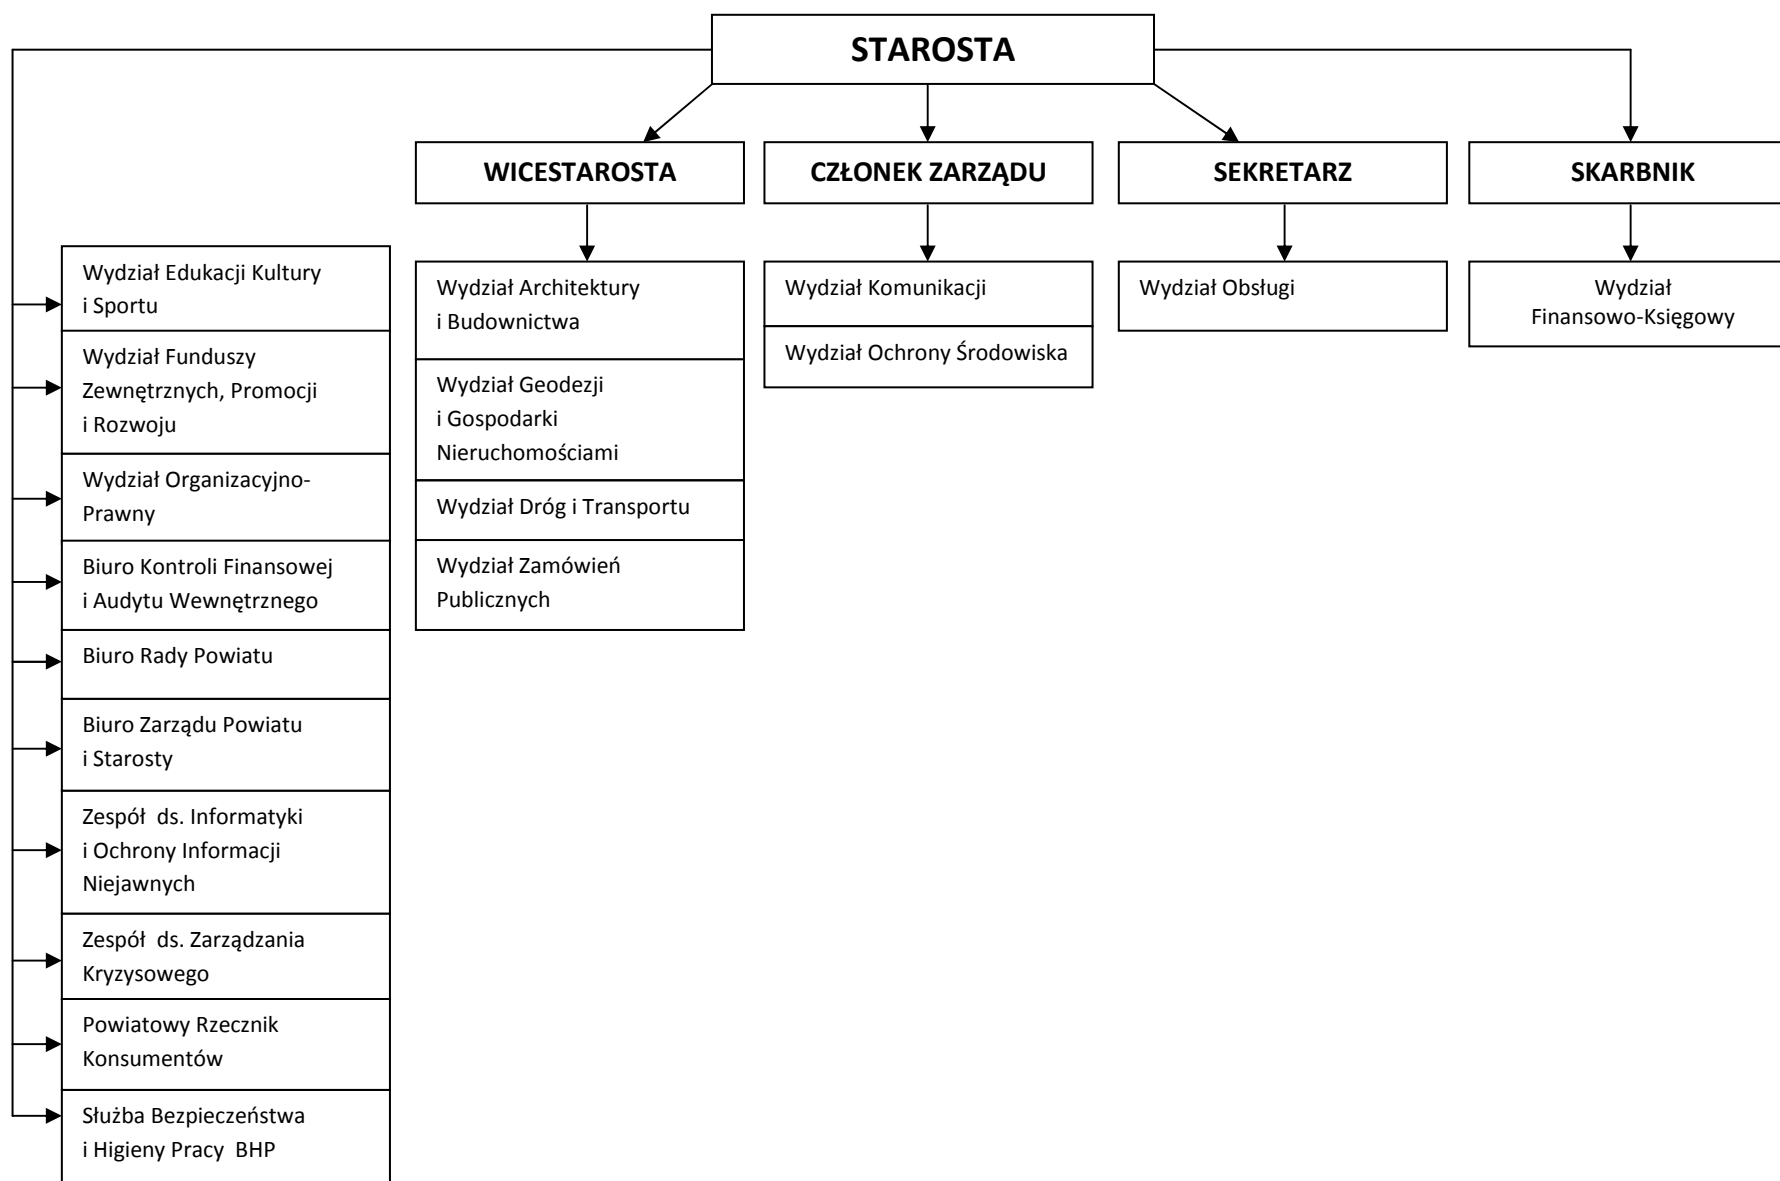 STAROSTA
WICESTAROSTA
CZŁONEK ZARZĄDU
SEKRETARZ
SKARBNIK
Wydział Edukacji Kultury
i Sportu
Wydział Funduszy
Zewnętrznych, Promocji
i Rozwoju
Wydział Organizacyjno-
Prawny
Biuro Kontroli Finansowej
i Audytu Wewnętrznego
Biuro Rady Powiatu
Biuro Zarządu Powiatu
i Starosty
Zespół  ds. Informatyki
i Ochrony Informacji
Niejawnych
Zespół  ds. Zarządzania
Kryzysowego
Powiatowy Rzecznik
Konsumentów
Służba Bezpieczeństwa
i Higieny Pracy  BHP
Wydział Architektury
i Budownictwa
Wydział Geodezji
i Gospodarki
Nieruchomościami
Wydział Dróg i Transportu
Wydział Zamówień
Publicznych
Wydział Komunikacji
Wydział Ochrony Środowiska
Wydział Obsługi
Wydział
Finansowo-Księgowy